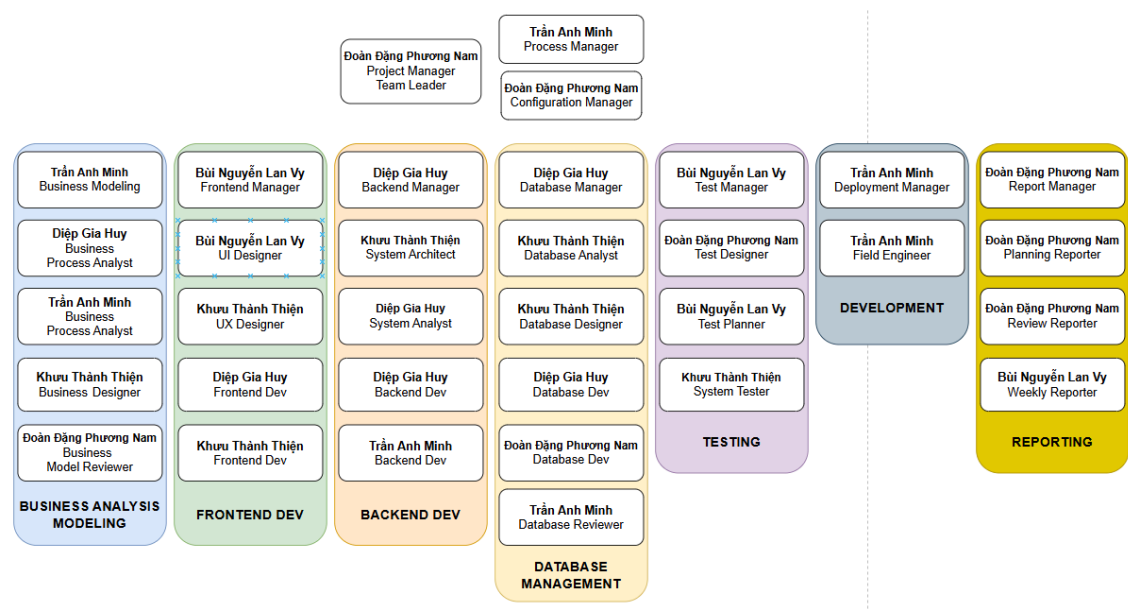 Trần Anh Minh
Process Manager
Đoàn Đặng Phương Nam
Project Manager
Team Leader
Đoàn Đặng Phương Nam
Configuration Manager
Trần Anh Minh
Business Modeling
Diệp Gia Huy
Business
Process Analyst
Trần Anh Minh
Business
Process Analyst
Khưu Thành Thiện
Business Designer
Đoàn Đặng Phương Nam
Business
Model Reviewer
BUSINESS ANALYSIS
MODELING
Bùi Nguyễn Lan Vy
Frontend Manager
Bùi Nguyễn Lan Vy
UI Designer
Khưu Thành Thiện
UX Designer
Diệp Gia Huy
Frontend Dev
Khưu Thành Thiện
Frontend Dev
FRONTEND DEV
Diệp Gia Huy
Backend Manager
Khưu Thành Thiện
System Architect
Diệp Gia Huy
System Analyst
Diệp Gia Huy
Backend Dev
Trần Anh Minh
Backend Dev
BACKEND DEV
Diệp Gia Huy
Database Manager
Khưu Thành Thiện
Database Analyst
Khưu Thành Thiện
Database Designer
Diệp Gia Huy
Database Dev
Đoàn Đặng Phương Nam
Database Dev
Trần Anh Minh
Database Reviewer
DATABASE
MANAGEMENT
Bùi Nguyễn Lan Vy
Test Manager
Đoàn Đặng Phương Nam
Test Designer
Bùi Nguyễn Lan Vy
Test Planner
Khưu Thành Thiện
System Tester
TESTING
Trần Anh Minh
Deployment Manager
Trần Anh Minh
Field Engineer
DEVELOPMENT
Đoàn Đặng Phương Nam
Report Manager
Đoàn Đặng Phương Nam
Planning Reporter
Đoàn Đặng Phương Nam
Review Reporter
Bùi Nguyễn Lan Vy
Weekly Reporter
REPORTING